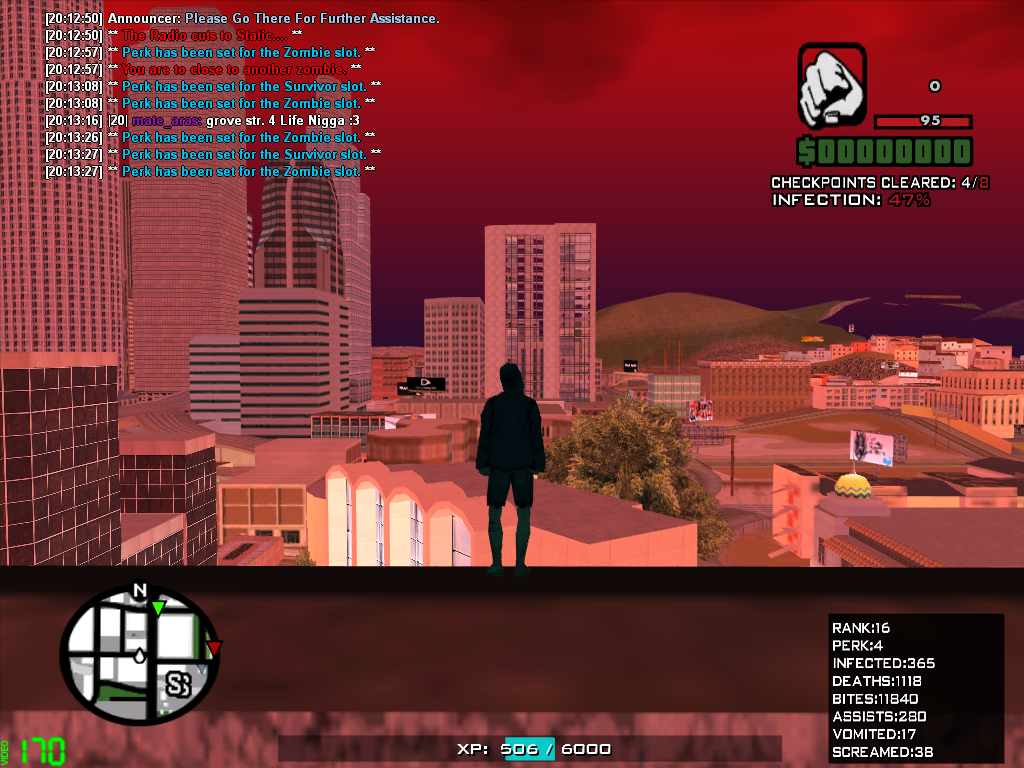 [20:12:50] Announcer: Please Go There For Further Assistance.
[20:12:50] ** The Radio cuts to Static.... **
[20:12:57] ** Perk has been set for the Zombie slot. **
[20:12:57] ** You are to close to another zombie. **
[20:13:08] ** Perk has been set for the Survivor slot. **
[20:13:08] ** Perk has been set for the Zombie slot. **
[20:13:16] |20| mate_aras: grove str. 4 Life Nigga :3
[20:13:26] ** Perk has been set for the Zombie slot. **
[20:13:27] ** Perk has been set for the Survivor slot. **
[20:13:27] ** Perk has been set for the Zombie slot. **
0
95
$00000000
CHECKPOINTS CLEARED: 4/8
INFECTION: 47%
N
RANK:16
PERK:4
INFECTED:365
DEATHS:1118
BITES:11840
ASSISTS:280
VOMITED:17
SCREAMED:38
XP: 506 / 6000
VIDEO 170